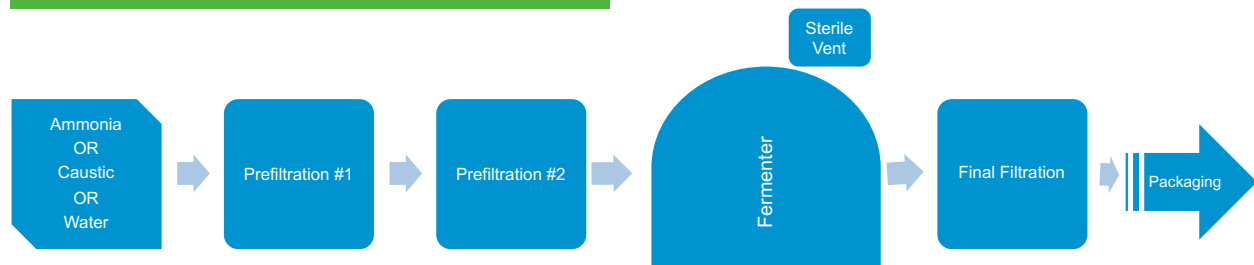 Sterile
Vent
Ammonia
OR
Caustic
OR
Water
Prefiltration #1
Prefiltration #2
Fermenter
Final Filtration
Packaging